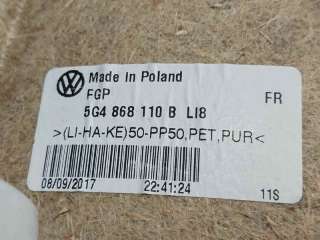 Made in Poland
FGP FR
5G4 868 110 B LI8
>(LI-HA-KE)50-PP50,PET,PUR<
08/09/2017 22:41:24 11S